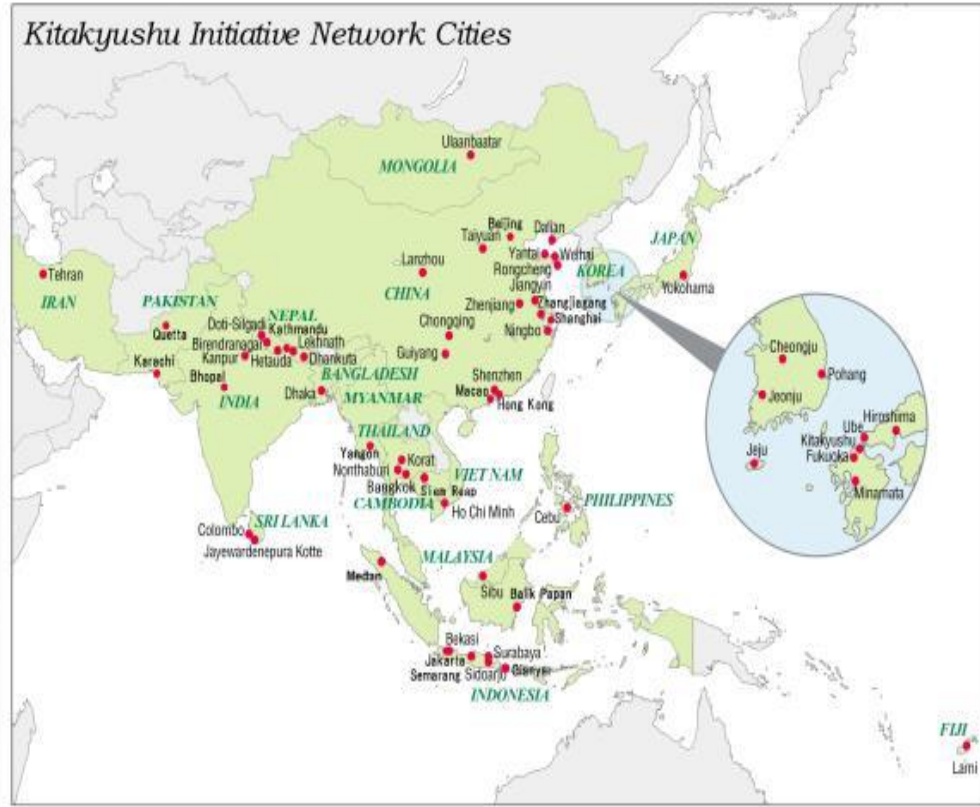 Kitakyushu Initiative Network Cities
Ulaanbaatar
MONGOLIA
Beijing
Dalian
Taiyuan
Yantai
Weihai
JAPAN
Lanzhou
Rongcheng
KOREA
Tehran
Jiangyin
Yokohama
IRAN
PAKISTAN
CHINA
Zhenjiang
Zhangjiagang
NEPAL
Shanghai
Doti-Silgadi
Kathmandu
Chongqing
Ningbo
Quetta
Birendranagar
Lekhnath
Kanpur
Hetauda
Dhankuta
Guiyang
Cheongju
Karachi
Bhopal
BANGLADESH
Shenzhen
Pohang
INDIA
Dhaka
MYANMAR
Macao
Hong Kong
Jeonju
Hiroshima
THAILAND
Ube
Yangon
Korat
Kitakyushu
Nonthaburi
VIET NAM
Jeju
Fukuoka
Bangkok
Siem Reap
Minamata
CAMBODIA
PHILIPPINES
Ho Chi Minh
Cebu
SRI LANKA
Colombo
Jayewardenepura Kotte
MALAYSIA
Medan
Sibu
Balik Papan
Bekasi
Surabaya
Jakarta
Semarang
Sidoarjo
Gianyar
INDONESIA
FIJI
Lami